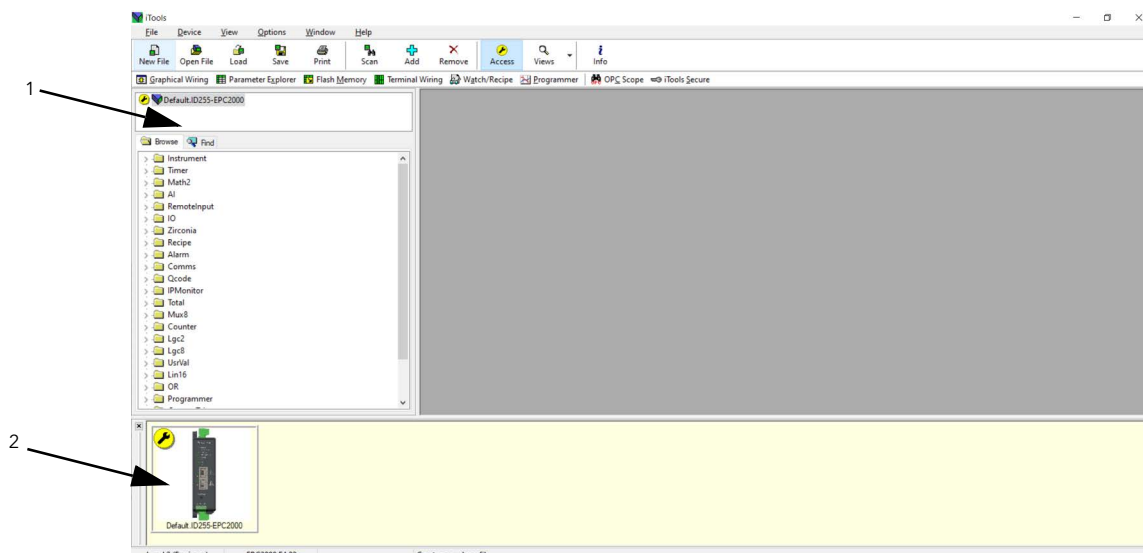 iTools
File Device View Options Window Help
New File Open File Load Save Print Scan Add Remove Access Views Info
Graphical Wiring Parameter Explorer Flash Memory Terminal Wiring Watch/Recipe Programmer OPC Scope iTools Secure
1
Default.ID255-EPC2000
Browse Find
Instrument
Timer
Math2
AI
RemoteInput
IO
Zirconia
Recipe
Alarm
Comms
Qcode
IPMonitor
Total
Mux8
Counter
Lgc2
Lgc8
UsrVal
Lin16
OR
Programmer
2
Default.ID255-EPC2000